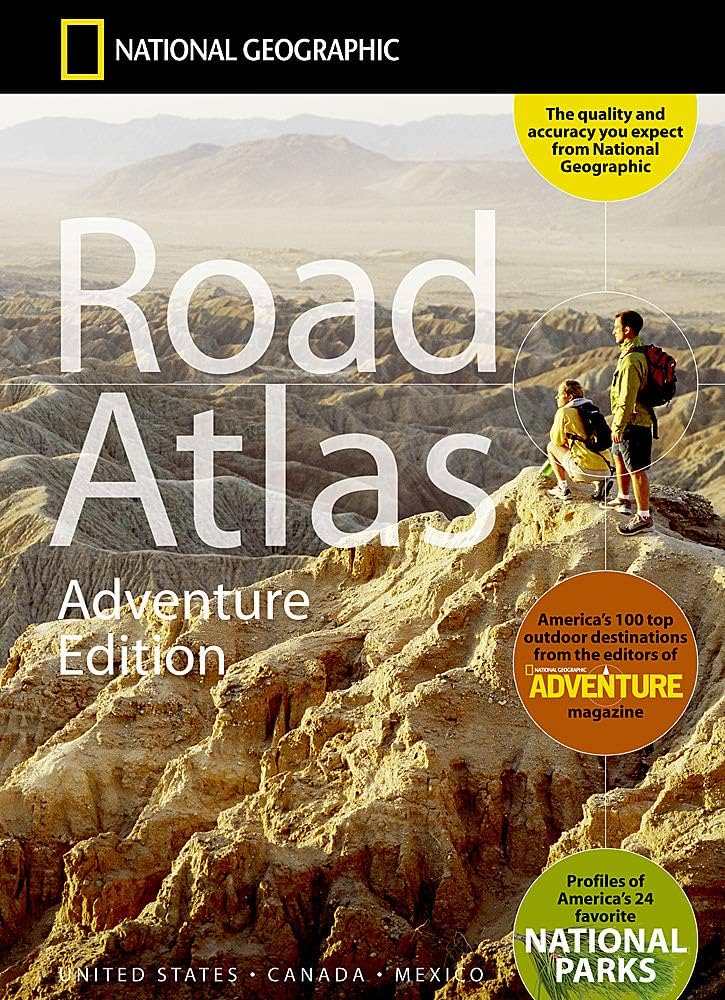 NATIONAL GEOGRAPHIC
The quality and
accuracy you expect
from National
Geographic
Road
Atlas
Adventure
Edition
America's 100 top
outdoor destinations
from the editors of
NATIONAL GEOGRAPHIC
ADVENTURE
magazine
Profiles of
America's 24
favorite
NATIONAL
PARKS
UNITED STATES • CANADA • MEXICO